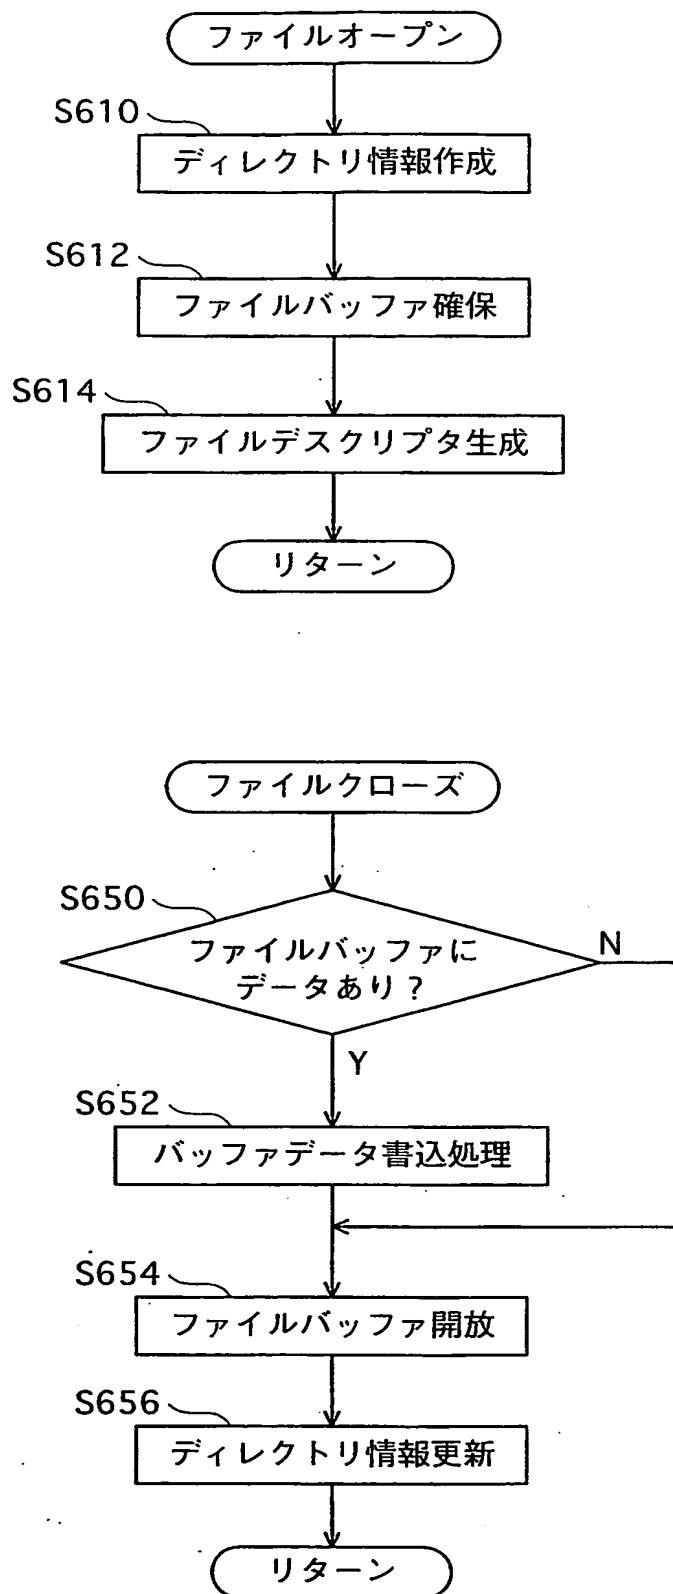 ファイルオープン
S610
ディレクトリ情報作成
S612
ファイルバッファ確保
S614
ファイルデスクリプタ生成
リターン
ファイルクローズ
S650
ファイルバッファに
データあり？
N
Y
S652
バッファデータ書込処理
S654
ファイルバッファ開放
S656
ディレクトリ情報更新
リターン